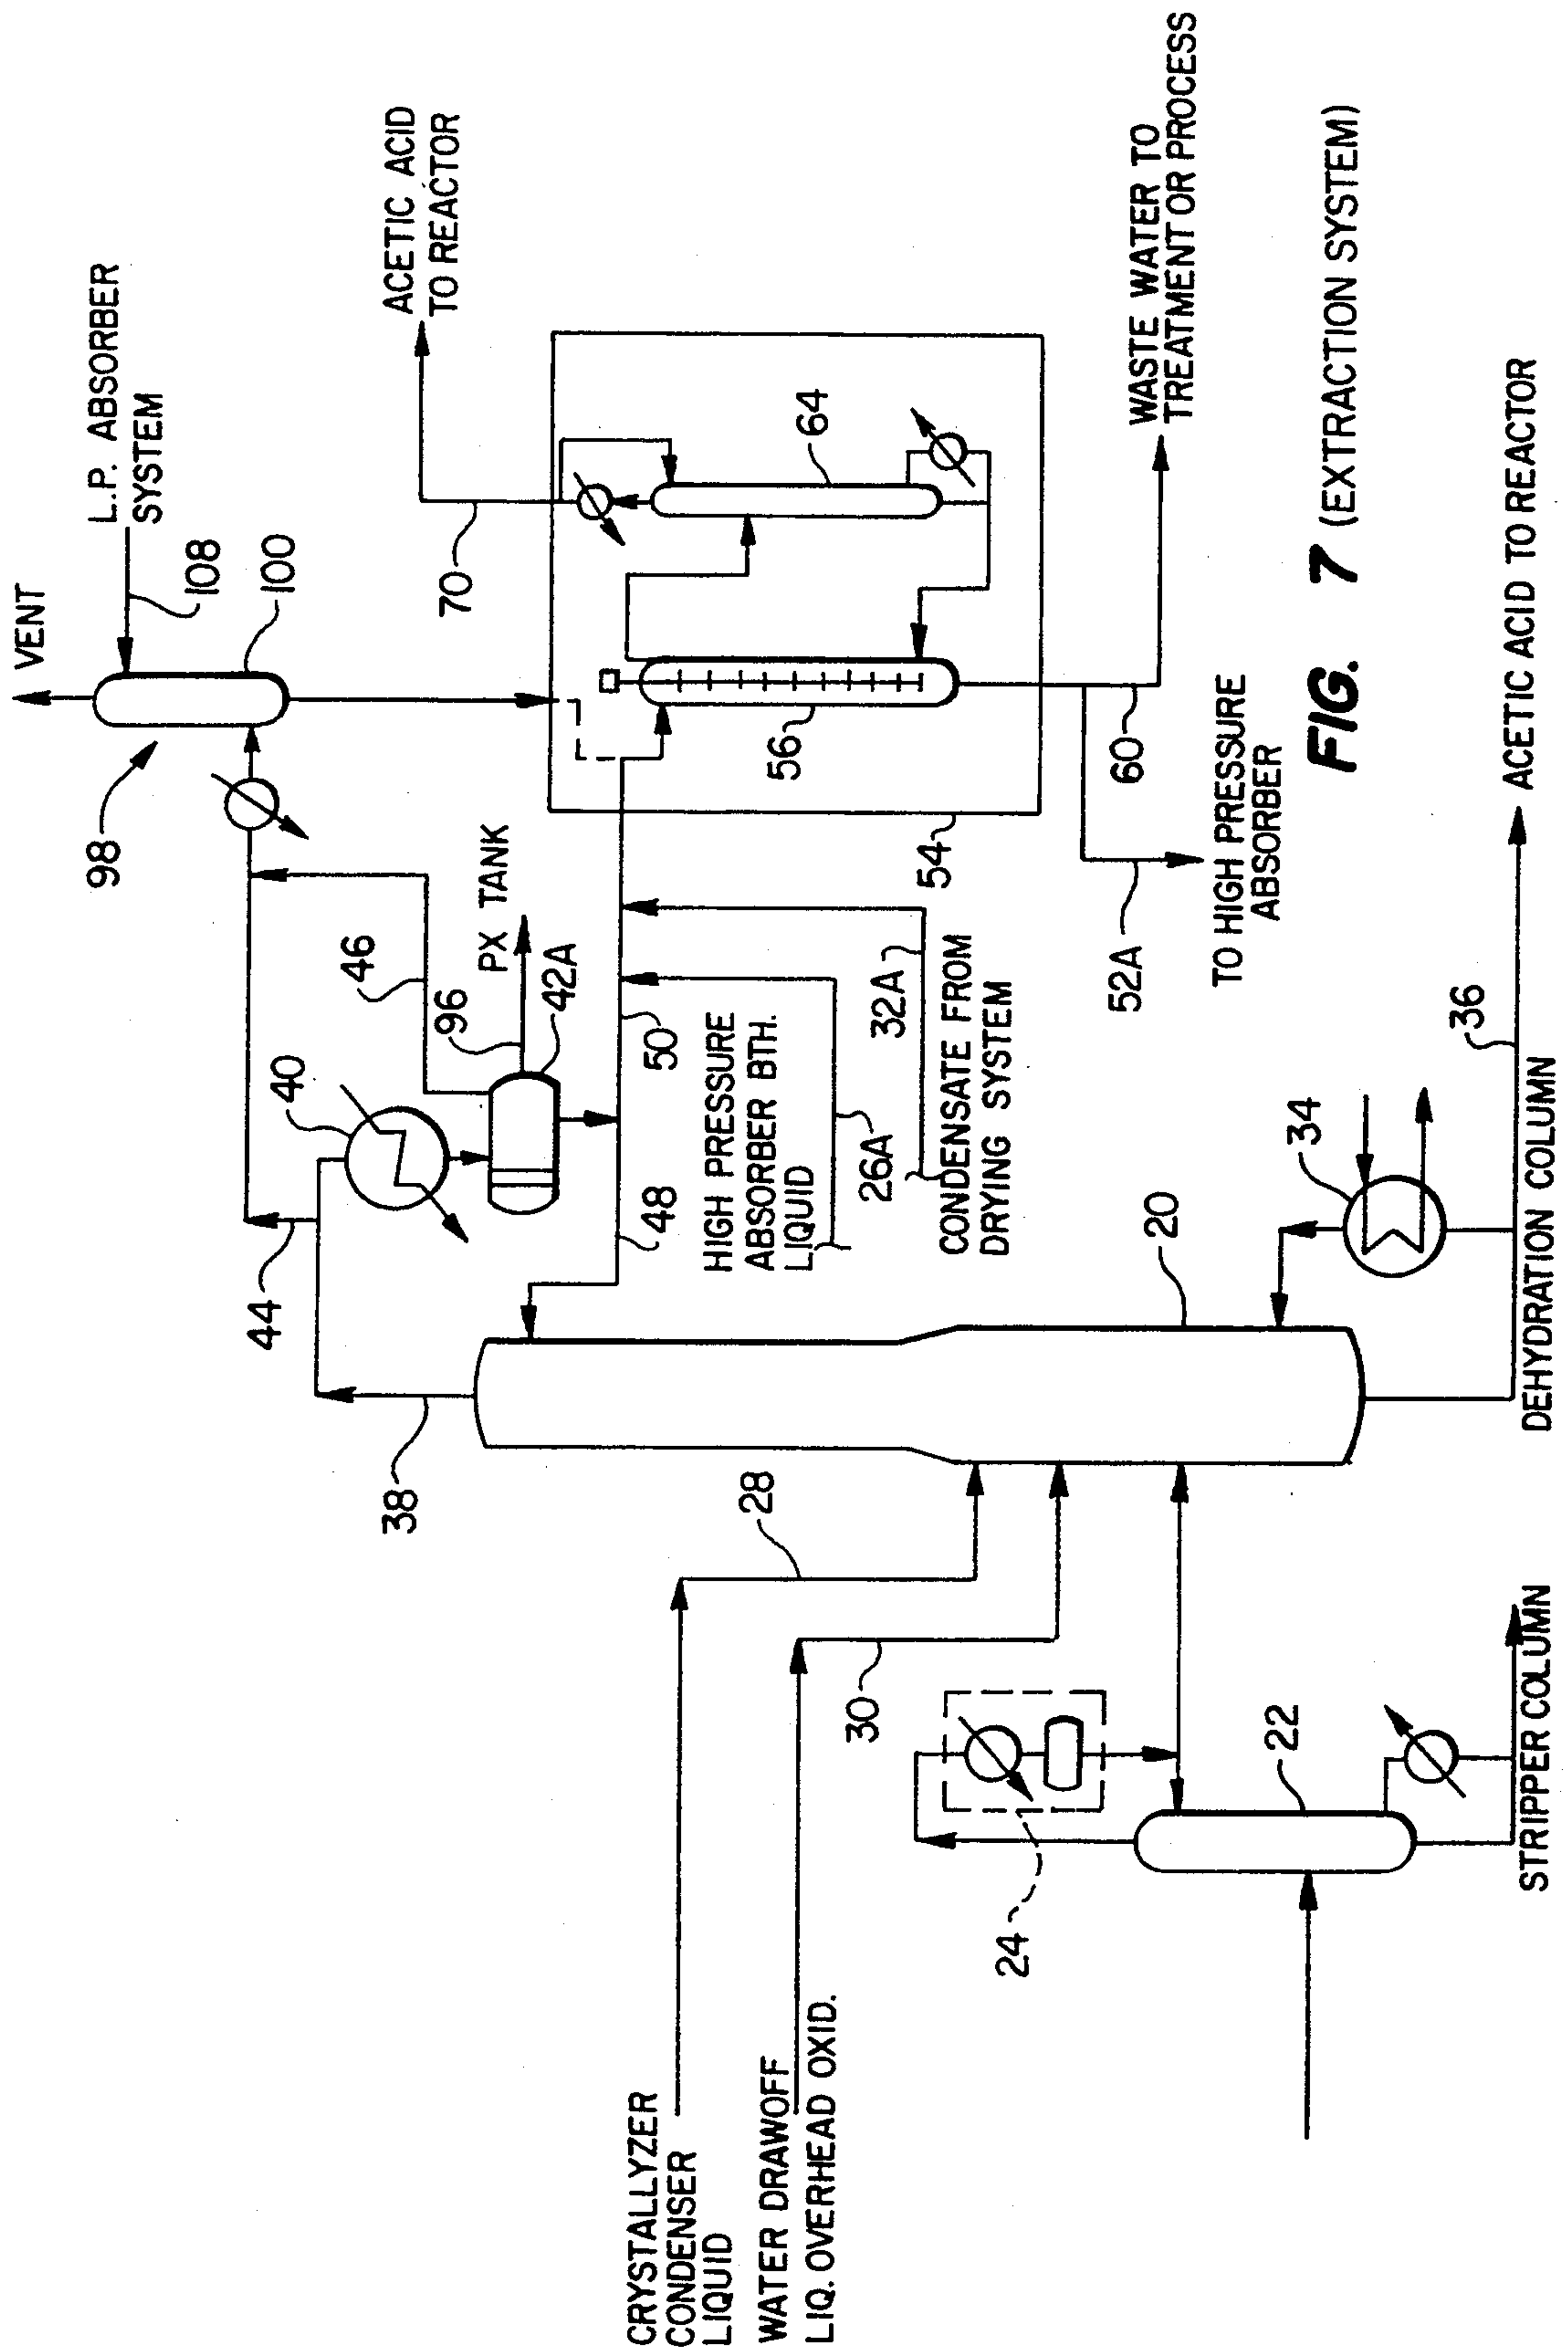 VENT
L.P. ABSORBER
SYSTEM
108
100
98
ACETIC ACID
TO REACTOR
70
46
44
40
96
PX TANK
42A
38
48
50
64
56
54
60
52A
HIGH PRESSURE
ABSORBER BTH.
LIQUID
26A
32A
CONDENSATE FROM
DRYING SYSTEM
TO HIGH PRESSURE
ABSORBER
WASTE WATER TO
TREATMENT OR PROCESS
CRYSTALLYZER
CONDENSER
LIQUID
28
WATER DRAWOFF
LIQ. OVERHEAD OXID.
30
24
22
20
34
36
STRIPPER COLUMN
DEHYDRATION COLUMN
ACETIC ACID TO REACTOR
FIG. 7 (EXTRACTION SYSTEM)